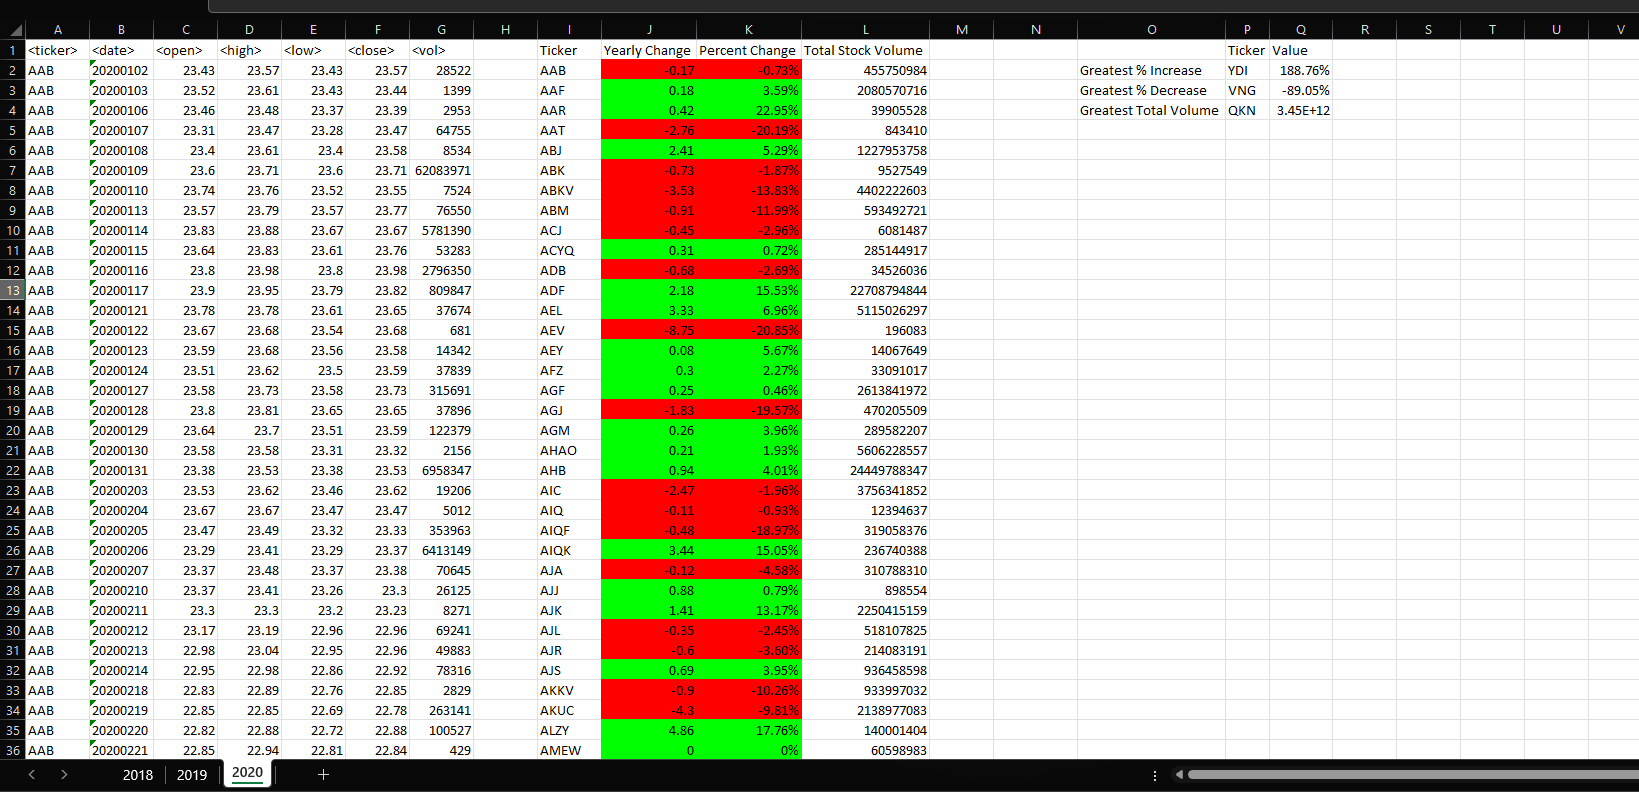 A B C D E F G H I J K L M N O P Q R S T U V
1 <ticker> <date> <open> <high> <low> <close> <vol> Ticker Yearly Change Percent Change Total Stock Volume Ticker Value
2 AAB 20200102 23.43 23.57 23.43 23.57 28522 AAB -0.17 -0.73% 455750984 Greatest % Increase YDI 188.76%
3 AAB 20200103 23.52 23.61 23.43 23.44 1399 AAF 0.18 3.59% 2080570716 Greatest % Decrease VNG -89.05%
4 AAB 20200106 23.46 23.48 23.37 23.39 2953 AAR 0.42 22.95% 39905528 Greatest Total Volume QKN 3.45E+12
5 AAB 20200107 23.31 23.47 23.28 23.47 64755 AAT -2.76 -20.19% 843410
6 AAB 20200108 23.4 23.61 23.4 23.58 8534 ABJ 2.41 5.29% 1227953758
7 AAB 20200109 23.6 23.71 23.6 23.71 62083971 ABK -0.73 -1.87% 9527549
8 AAB 20200110 23.74 23.76 23.52 23.55 7524 ABKV -3.53 -13.83% 4402222603
9 AAB 20200113 23.57 23.79 23.57 23.77 76550 ABM -0.91 -11.99% 593492721
10 AAB 20200114 23.83 23.88 23.67 23.67 5781390 ACJ -0.45 -2.96% 6081487
11 AAB 20200115 23.64 23.83 23.61 23.76 53283 ACYQ 0.31 0.72% 285144917
12 AAB 20200116 23.8 23.98 23.8 23.98 2796350 ADB -0.68 -2.69% 34526036
13 AAB 20200117 23.9 23.95 23.79 23.82 809847 ADF 2.18 15.53% 22708794844
14 AAB 20200121 23.78 23.78 23.61 23.65 37674 AEL 3.33 6.96% 5115026297
15 AAB 20200122 23.67 23.68 23.54 23.68 681 AEV -8.75 -20.85% 196083
16 AAB 20200123 23.59 23.68 23.56 23.58 14342 AEY 0.08 5.67% 14067649
17 AAB 20200124 23.51 23.62 23.5 23.59 37839 AFZ 0.3 2.27% 33091017
18 AAB 20200127 23.58 23.73 23.58 23.73 315691 AGF 0.25 0.46% 2613841972
19 AAB 20200128 23.8 23.81 23.65 23.65 37896 AGJ -1.83 -19.57% 470205509
20 AAB 20200129 23.64 23.7 23.51 23.59 122379 AGM 0.26 3.96% 289582207
21 AAB 20200130 23.58 23.58 23.31 23.32 2156 AHAO 0.21 1.93% 5606228557
22 AAB 20200131 23.38 23.53 23.38 23.53 6958347 AHB 0.94 4.01% 24449788347
23 AAB 20200203 23.53 23.62 23.46 23.62 19206 AIC -2.47 -1.96% 3756341852
24 AAB 20200204 23.67 23.67 23.47 23.47 5012 AIQ -0.11 -0.93% 12394637
25 AAB 20200205 23.47 23.49 23.32 23.33 353963 AIQF -0.48 -18.97% 319058376
26 AAB 20200206 23.29 23.41 23.29 23.37 6413149 AIQK 3.44 15.05% 236740388
27 AAB 20200207 23.37 23.48 23.37 23.38 70645 AJA -0.12 -4.58% 310788310
28 AAB 20200210 23.37 23.41 23.26 23.3 26125 AJJ 0.88 0.79% 898554
29 AAB 20200211 23.3 23.3 23.2 23.23 8271 AJK 1.41 13.17% 2250415159
30 AAB 20200212 23.17 23.19 22.96 22.96 69241 AJL -0.35 -2.45% 518107825
31 AAB 20200213 22.98 23.04 22.95 22.96 49883 AJR -0.6 -3.60% 214083191
32 AAB 20200214 22.95 22.98 22.86 22.92 78316 AJS 0.69 3.95% 936458598
33 AAB 20200218 22.83 22.89 22.76 22.85 2829 AKKV -0.9 -10.26% 933997032
34 AAB 20200219 22.85 22.85 22.69 22.78 263141 AKUC -4.3 -9.81% 2138977083
35 AAB 20200220 22.82 22.88 22.72 22.88 100527 ALZY 4.86 17.76% 140001404
36 AAB 20200221 22.85 22.94 22.81 22.84 429 AMEW 0 0% 60598983
2018 2019 2020